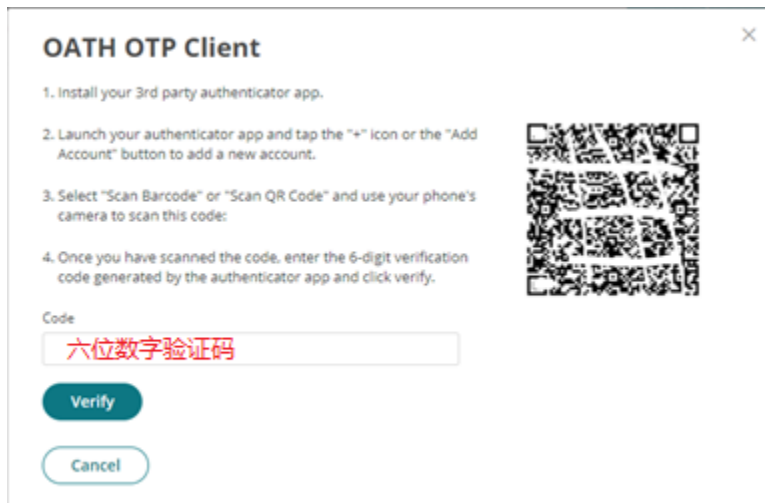 OATH OTP Client
1. Install your 3rd party authenticator app.
2. Launch your authenticator app and tap the "+" icon or the "Add
Account" button to add a new account.
3. Select "Scan Barcode" or "Scan QR Code" and use your phone's
camera to scan this code:
4. Once you have scanned the code, enter the 6-digit verification
code generated by the authenticator app and click verify.
Code
六位数字验证码
Verify
Cancel